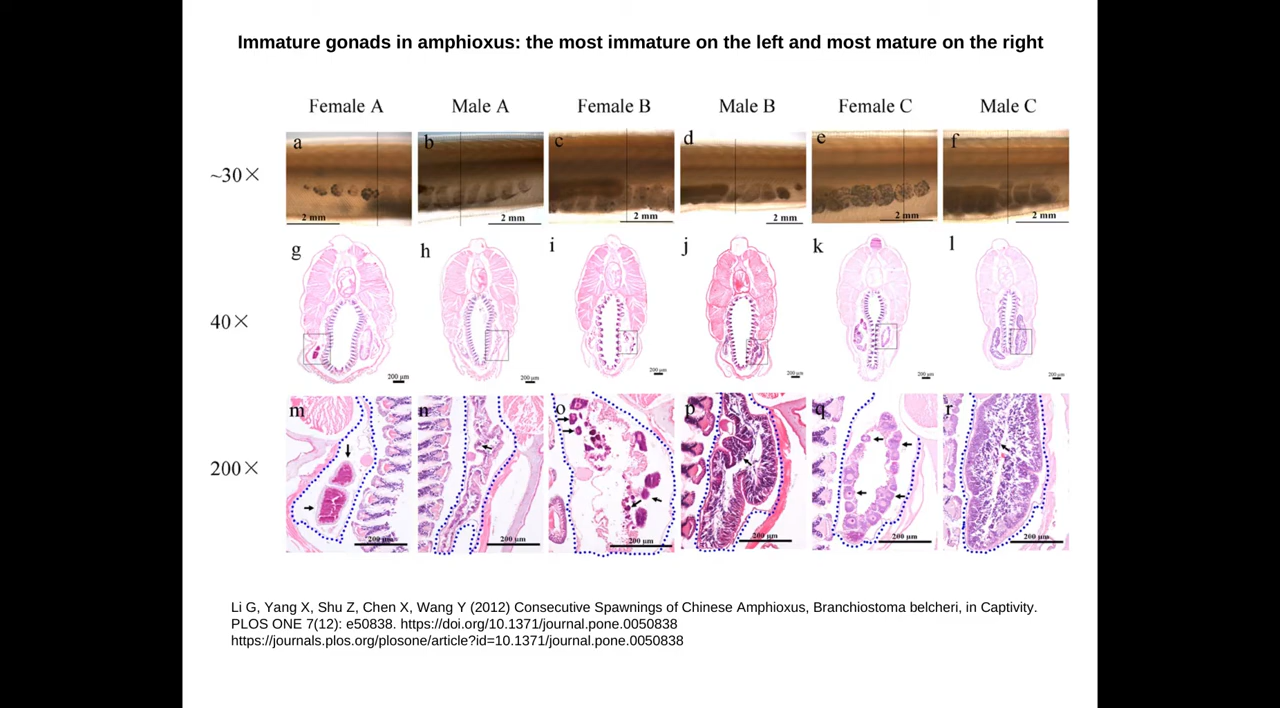 Immature gonads in amphioxus: the most immature on the left and most mature on the right
Female A Male A Female B Male B Female C Male C
~30×
a b c d e f
2 mm 2 mm 2 mm 2 mm 2 mm 2 mm
g h i j k l
40×
200 μm 200 μm 200 μm 200 μm 200 μm 200 μm
m n o p q r
200×
200 μm 200 μm 200 μm 200 μm 200 μm 200 μm
Li G, Yang X, Shu Z, Chen X, Wang Y (2012) Consecutive Spawnings of Chinese Amphioxus, Branchiostoma belcheri, in Captivity.
PLOS ONE 7(12): e50838. https://doi.org/10.1371/journal.pone.0050838
https://journals.plos.org/plosone/article?id=10.1371/journal.pone.0050838